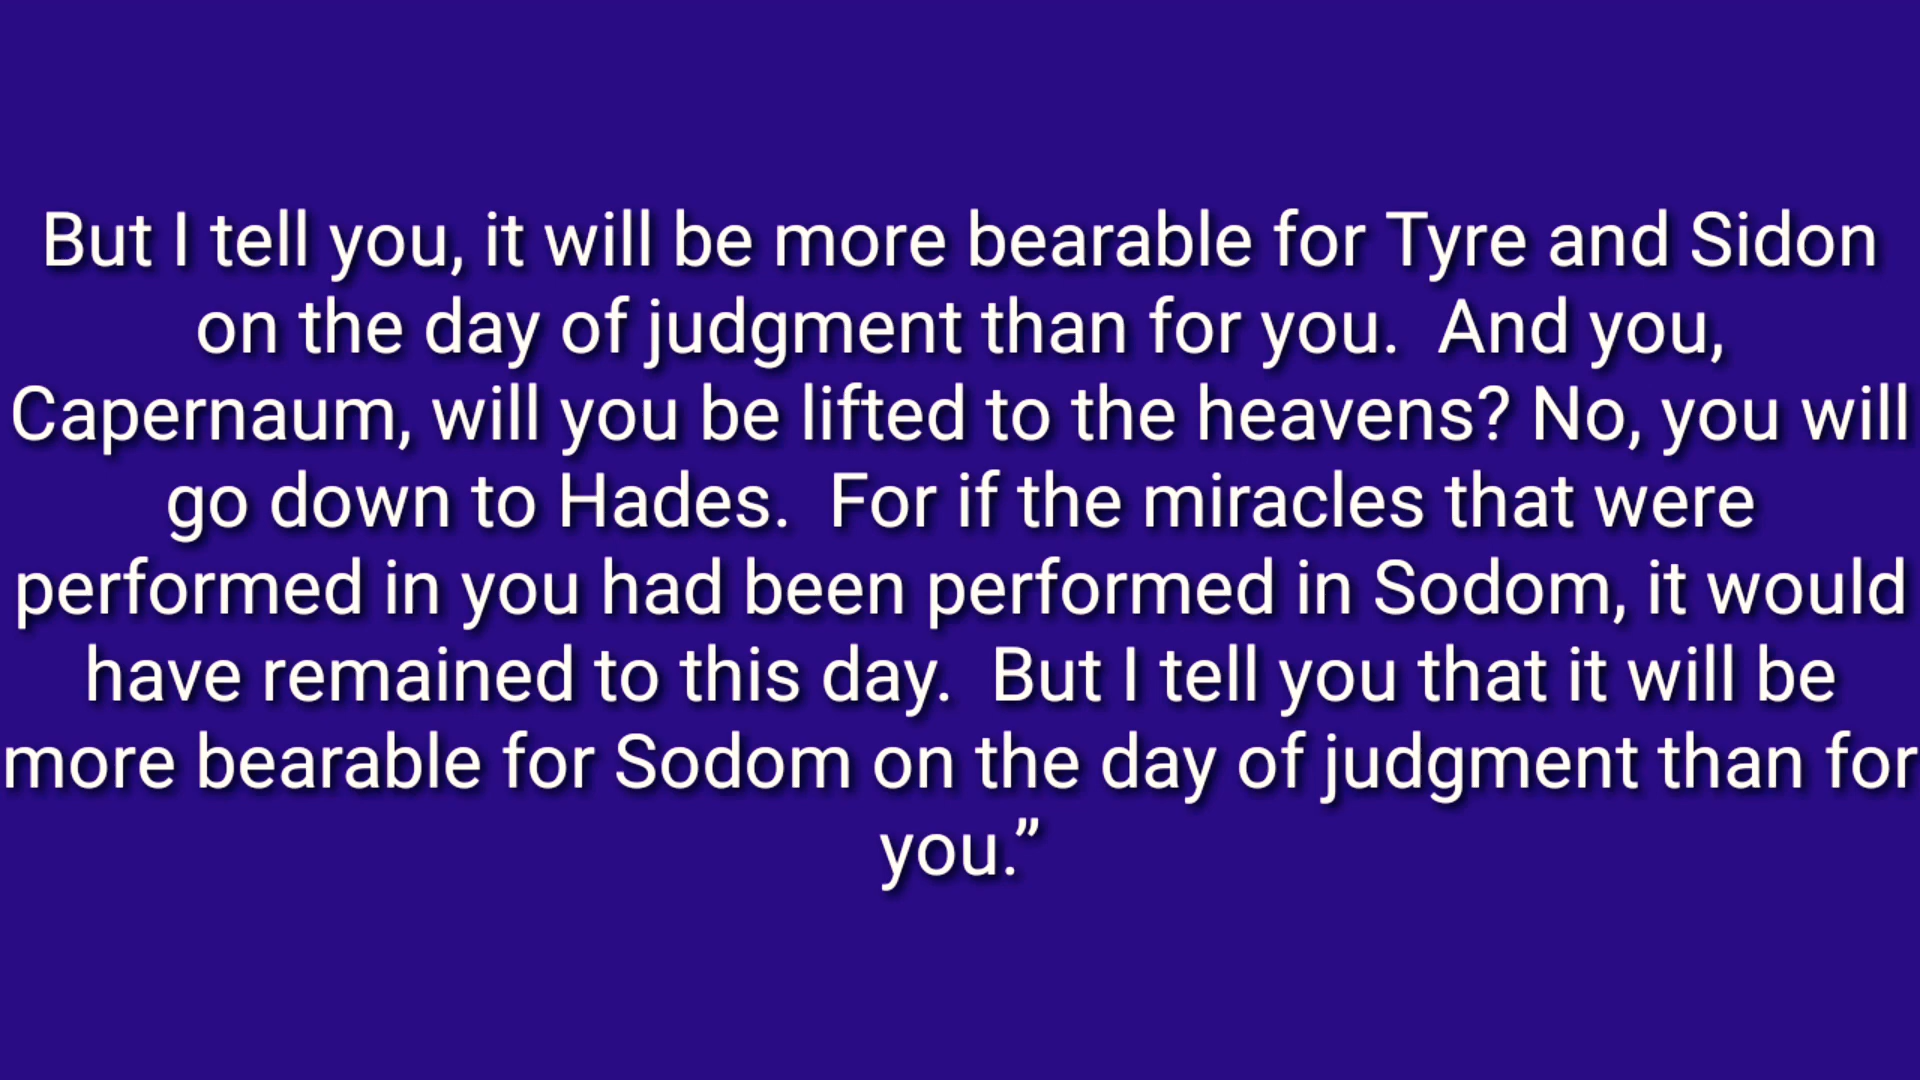 But I tell you, it will be more bearable for Tyre and Sidon
on the day of judgment than for you.  And you,
Capernaum, will you be lifted to the heavens? No, you will
go down to Hades.  For if the miracles that were
performed in you had been performed in Sodom, it would
have remained to this day.  But I tell you that it will be
more bearable for Sodom on the day of judgment than for
you.”